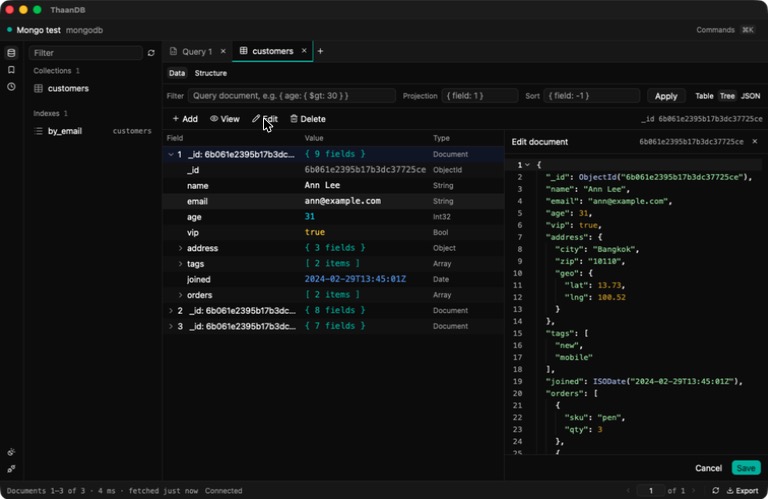 ThaanDB
Mongo test mongodb
Commands ⌘K
Filter
Collections 1
customers
Indexes 1
by_email customers
Query 1 × customers × +
Data Structure
Filter Query document, e.g. { age: { $gt: 30 } } Projection { field: 1 } Sort { field: -1 } Apply Table Tree JSON
+ Add View Edit Delete _id 6b061e2395b17b3dc37725ce
Field Value Type
1 _id: 6b061e2395b17b3dc... { 9 fields } Document
_id 6b061e2395b17b3dc37725ce ObjectId
name Ann Lee String
email ann@example.com String
age 31 Int32
vip true Bool
address { 3 fields } Object
tags [ 2 items ] Array
joined 2024-02-29T13:45:01Z Date
orders [ 2 items ] Array
2 _id: 6b061e2395b17b3dc... { 8 fields } Document
3 _id: 6b061e2395b17b3dc... { 7 fields } Document
Edit document 6b061e2395b17b3dc37725ce ×
1 {
2 "_id": ObjectId("6b061e2395b17b3dc37725ce"),
3 "name": "Ann Lee",
4 "email": "ann@example.com",
5 "age": 31,
6 "vip": true,
7 "address": {
8 "city": "Bangkok",
9 "zip": "10110",
10 "geo": {
11 "lat": 13.73,
12 "lng": 100.52
13 }
14 },
15 "tags": [
16 "new",
17 "mobile"
18 ],
19 "joined": ISODate("2024-02-29T13:45:01Z"),
20 "orders": [
21 {
22 "sku": "pen",
23 "qty": 3
24 },
25 {
Cancel Save
Documents 1–3 of 3 · 4 ms · fetched just now Connected
1 of 1 Export